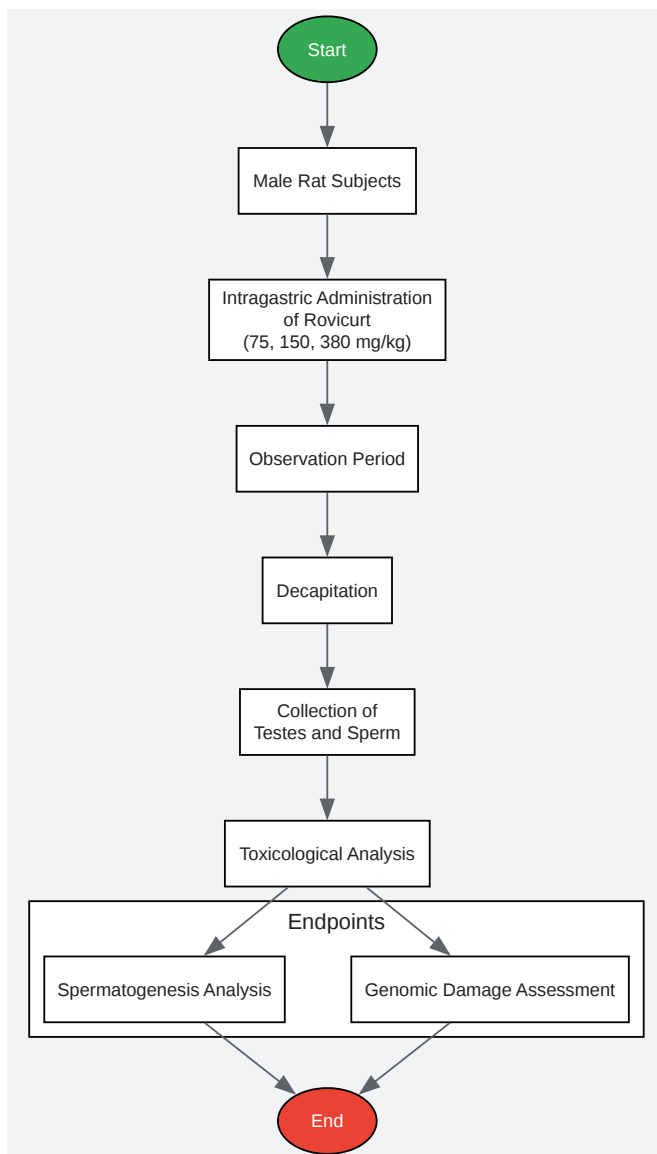 Start
Male Rat Subjects
Intragastric Administration
of Rovicurt
(75, 150, 380 mg/kg)
Observation Period
Decapitation
Collection of
Testes and Sperm
Toxicological Analysis
Endpoints
Spermatogenesis Analysis
Genomic Damage Assessment
End